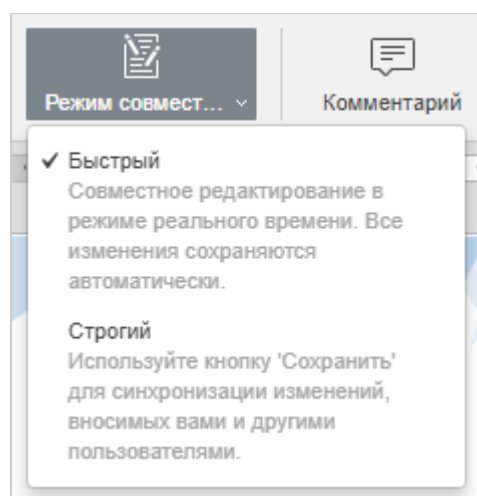 Режим совмест...
Комментарий
Быстрый
Совместное редактирование в
режиме реального времени. Все
изменения сохраняются
автоматически.
Строгий
Используйте кнопку 'Сохранить'
для синхронизации изменений,
вносимых вами и другими
пользователями.